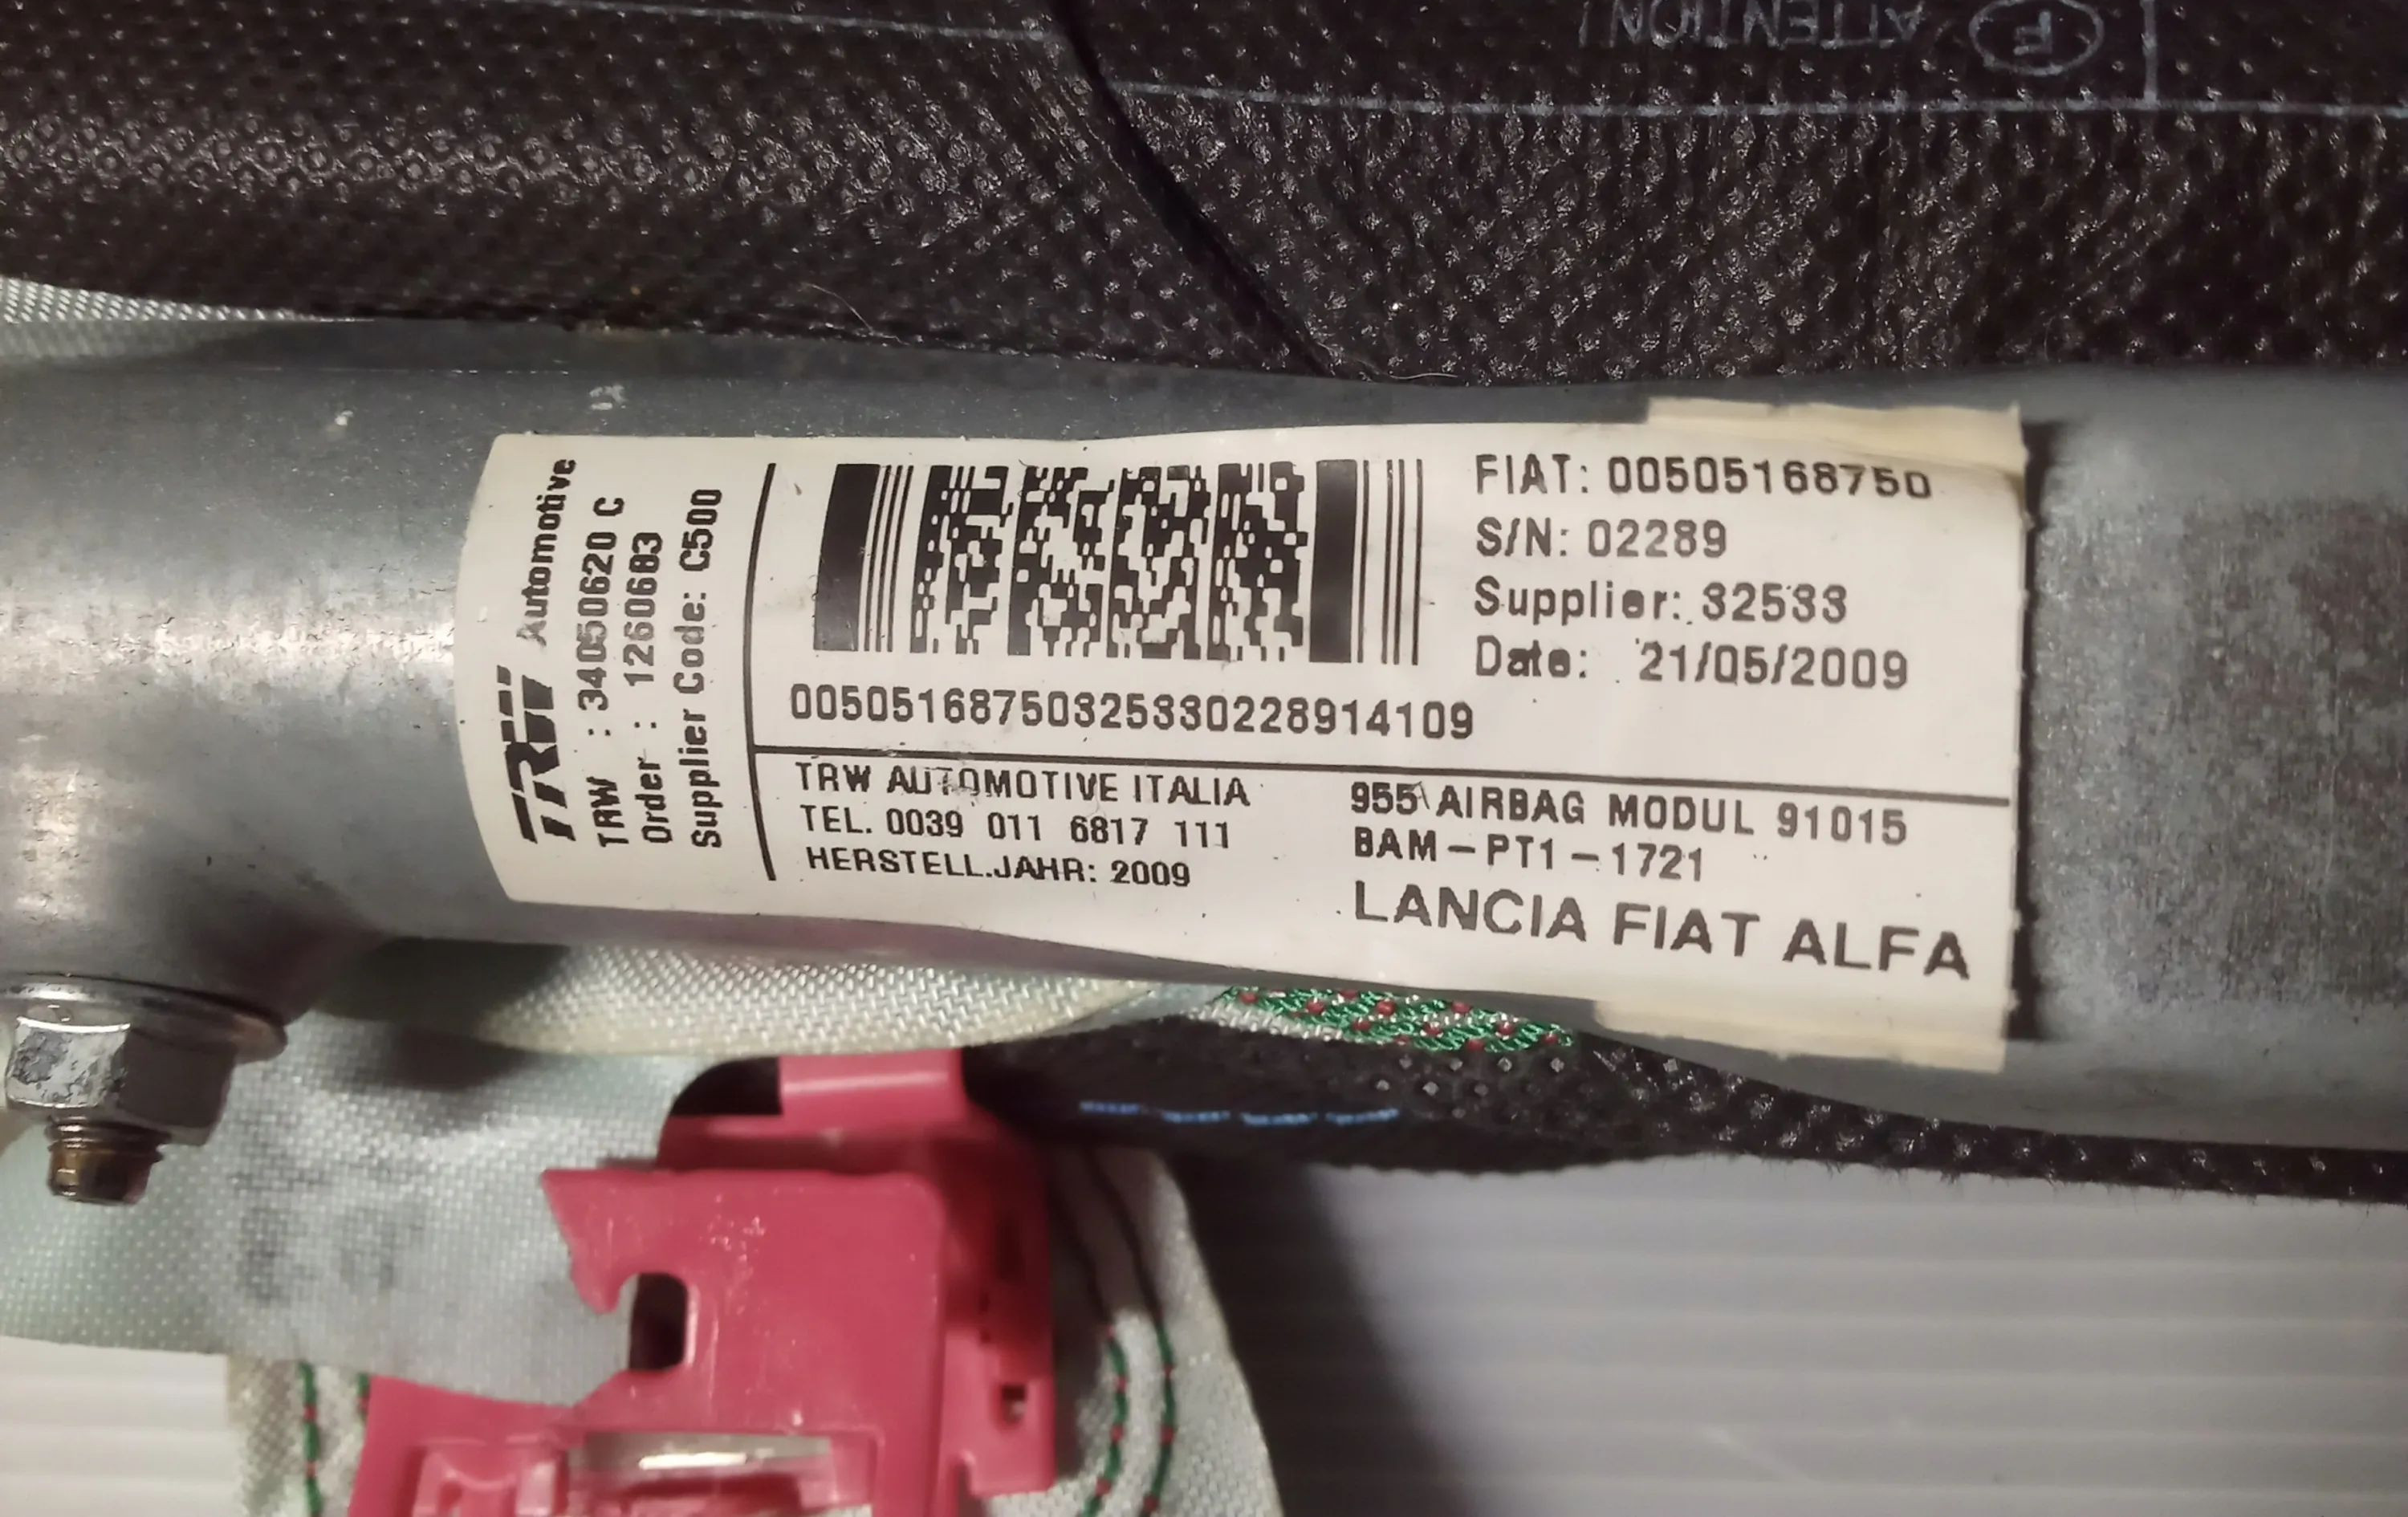 F ATTENTION!
TRW Automotive
TRW : 34050620 C
Order : 1260683
Supplier Code: C500
FIAT: 00505168750
S/N: 02289
Supplier: 32533
Date: 21/05/2009
00505168750325330228914109
TRW AUTOMOTIVE ITALIA
TEL. 0039 011 6817 111
HERSTELL.JAHR: 2009
955 AIRBAG MODUL 91015
BAM-PT1-1721
LANCIA FIAT ALFA